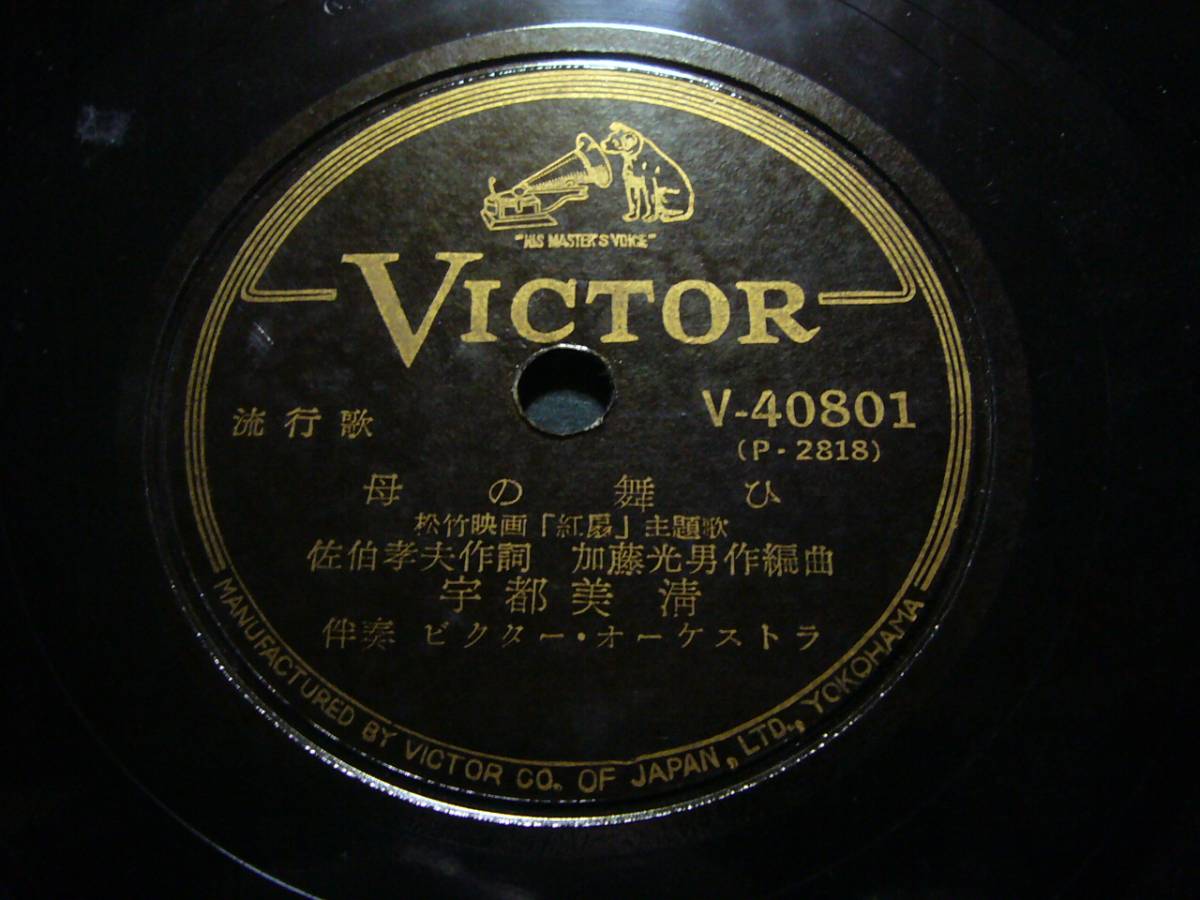 "HIS MASTER'S VOICE"
VICTOR
V-40801
(P-2818)
流行歌
母の舞ひ
松竹映画「紅扇」主題歌
佐伯孝夫作詞 加藤光男作編曲
宇都美清
伴奏 ビクター・オーケストラ
MANUFACTURED BY VICTOR CO. OF JAPAN, LTD., YOKOHAMA